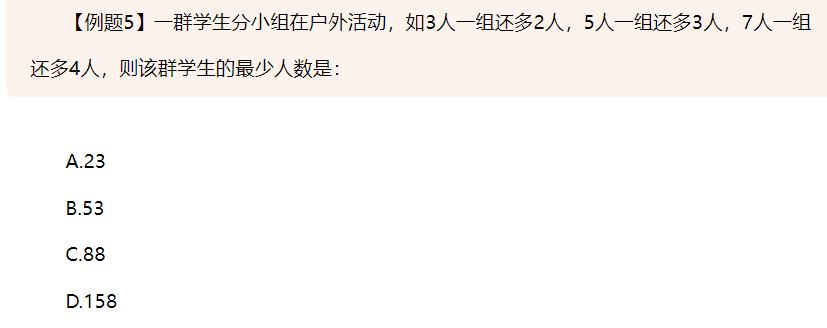 【例题5】一群学生分小组在户外活动，如3人一组还多2人，5人一组还多3人，7人一组
还多4人，则该群学生的最少人数是：
A.23
B.53
C.88
D.158